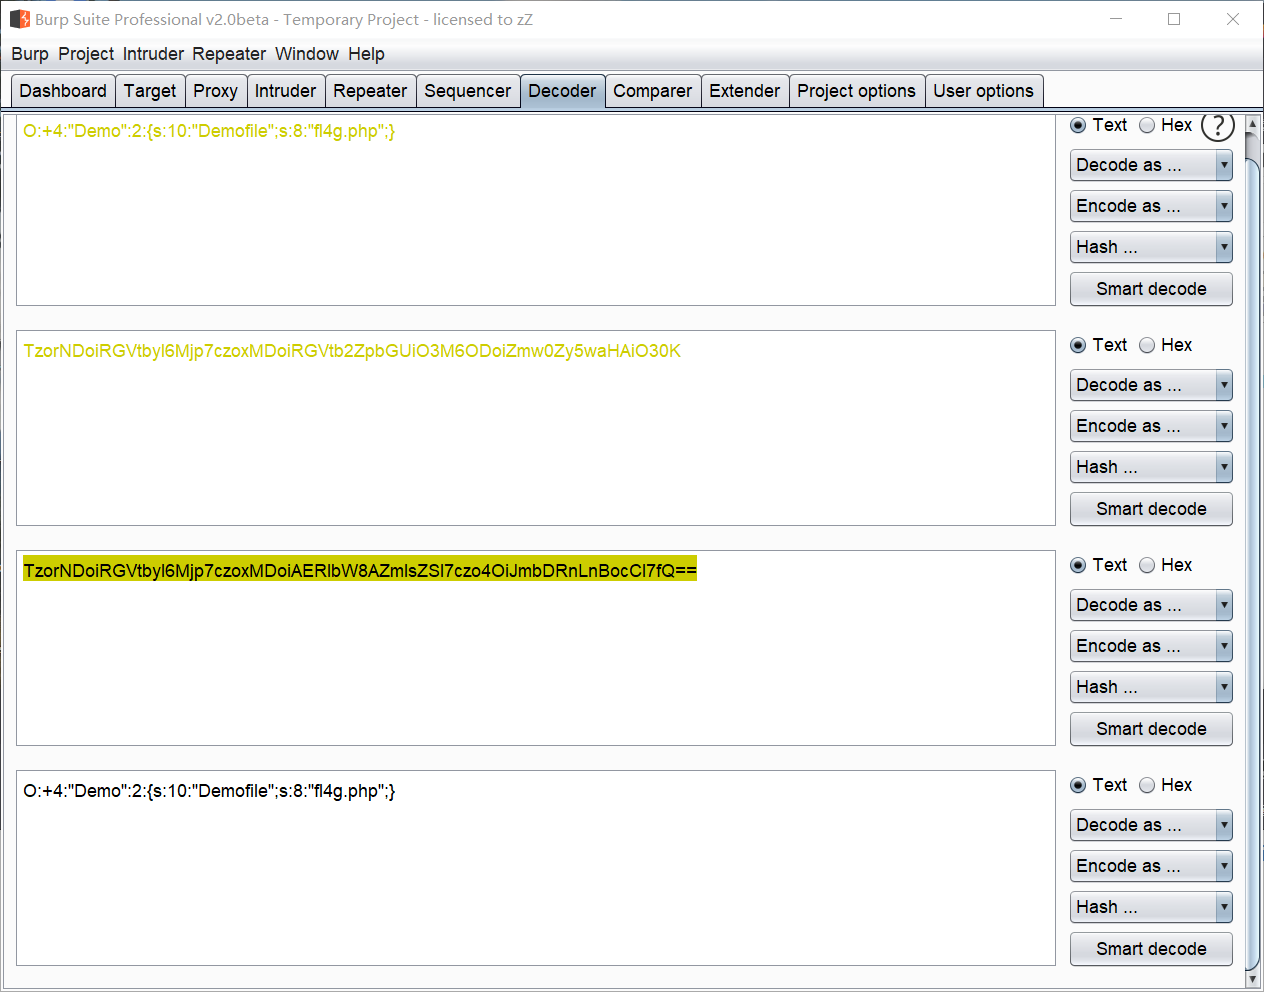 Burp Suite Professional v2.0beta - Temporary Project - licensed to zZ
Burp Project Intruder Repeater Window Help
Dashboard Target Proxy Intruder Repeater Sequencer Decoder Comparer Extender Project options User options
O:+4:"Demo":2:{s:10:"Demofile";s:8:"fl4g.php";}
Text Hex ?
Decode as ...
Encode as ...
Hash ...
Smart decode
TzorNDoiRGVtbyI6Mjp7czoxMDoiRGVtb2ZpbGUiO3M6ODoiZmw0Zy5waHAiO30K
Text Hex
Decode as ...
Encode as ...
Hash ...
Smart decode
TzorNDoiRGVtbyI6Mjp7czoxMDoiAERlbW8AZmlsZSI7czo4OiJmbDRnLnBocCI7fQ==
Text Hex
Decode as ...
Encode as ...
Hash ...
Smart decode
O:+4:"Demo":2:{s:10:"Demofile";s:8:"fl4g.php";}
Text Hex
Decode as ...
Encode as ...
Hash ...
Smart decode